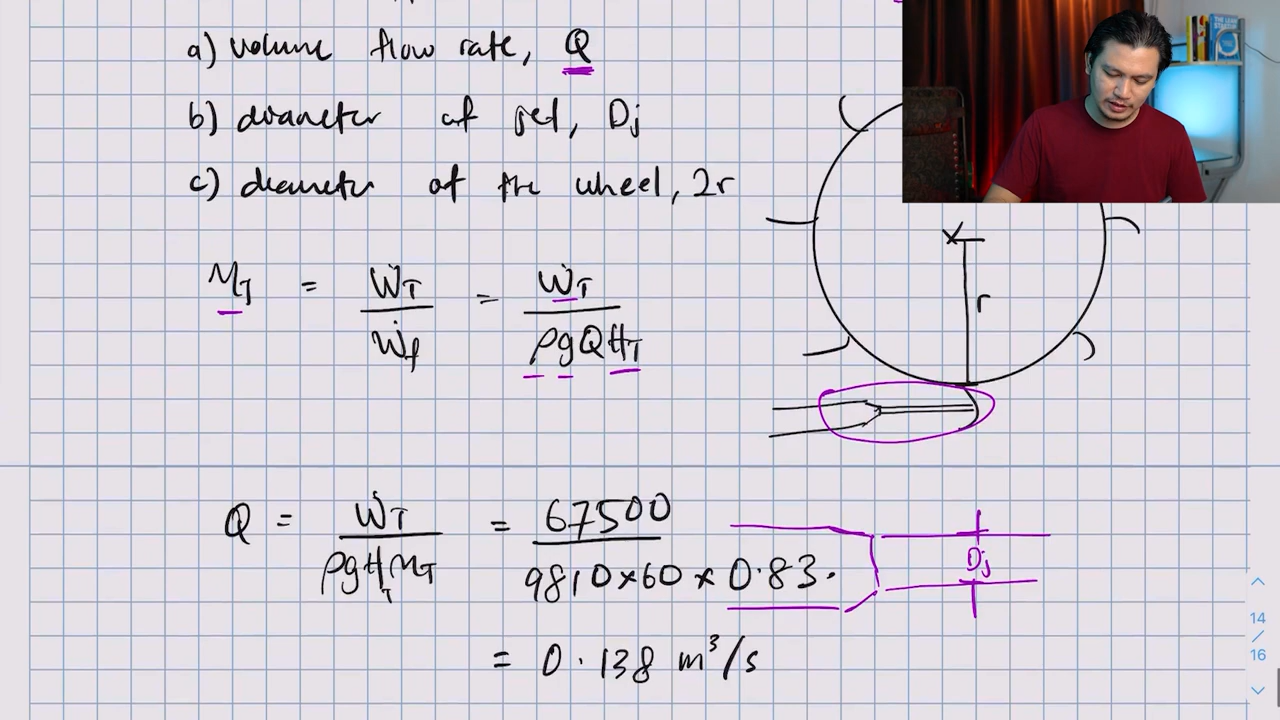 a) volume flow rate, Q
b) diameter of jet, Dj
c) diameter of the wheel, 2r
ηT = ẆT / Ẇf = ẆT / ρgQHT
r
Q = ẆT / ρgHTηT = 67500 / 9810×60×0.83.
Dj
= 0.138 m³/s
14
/
16